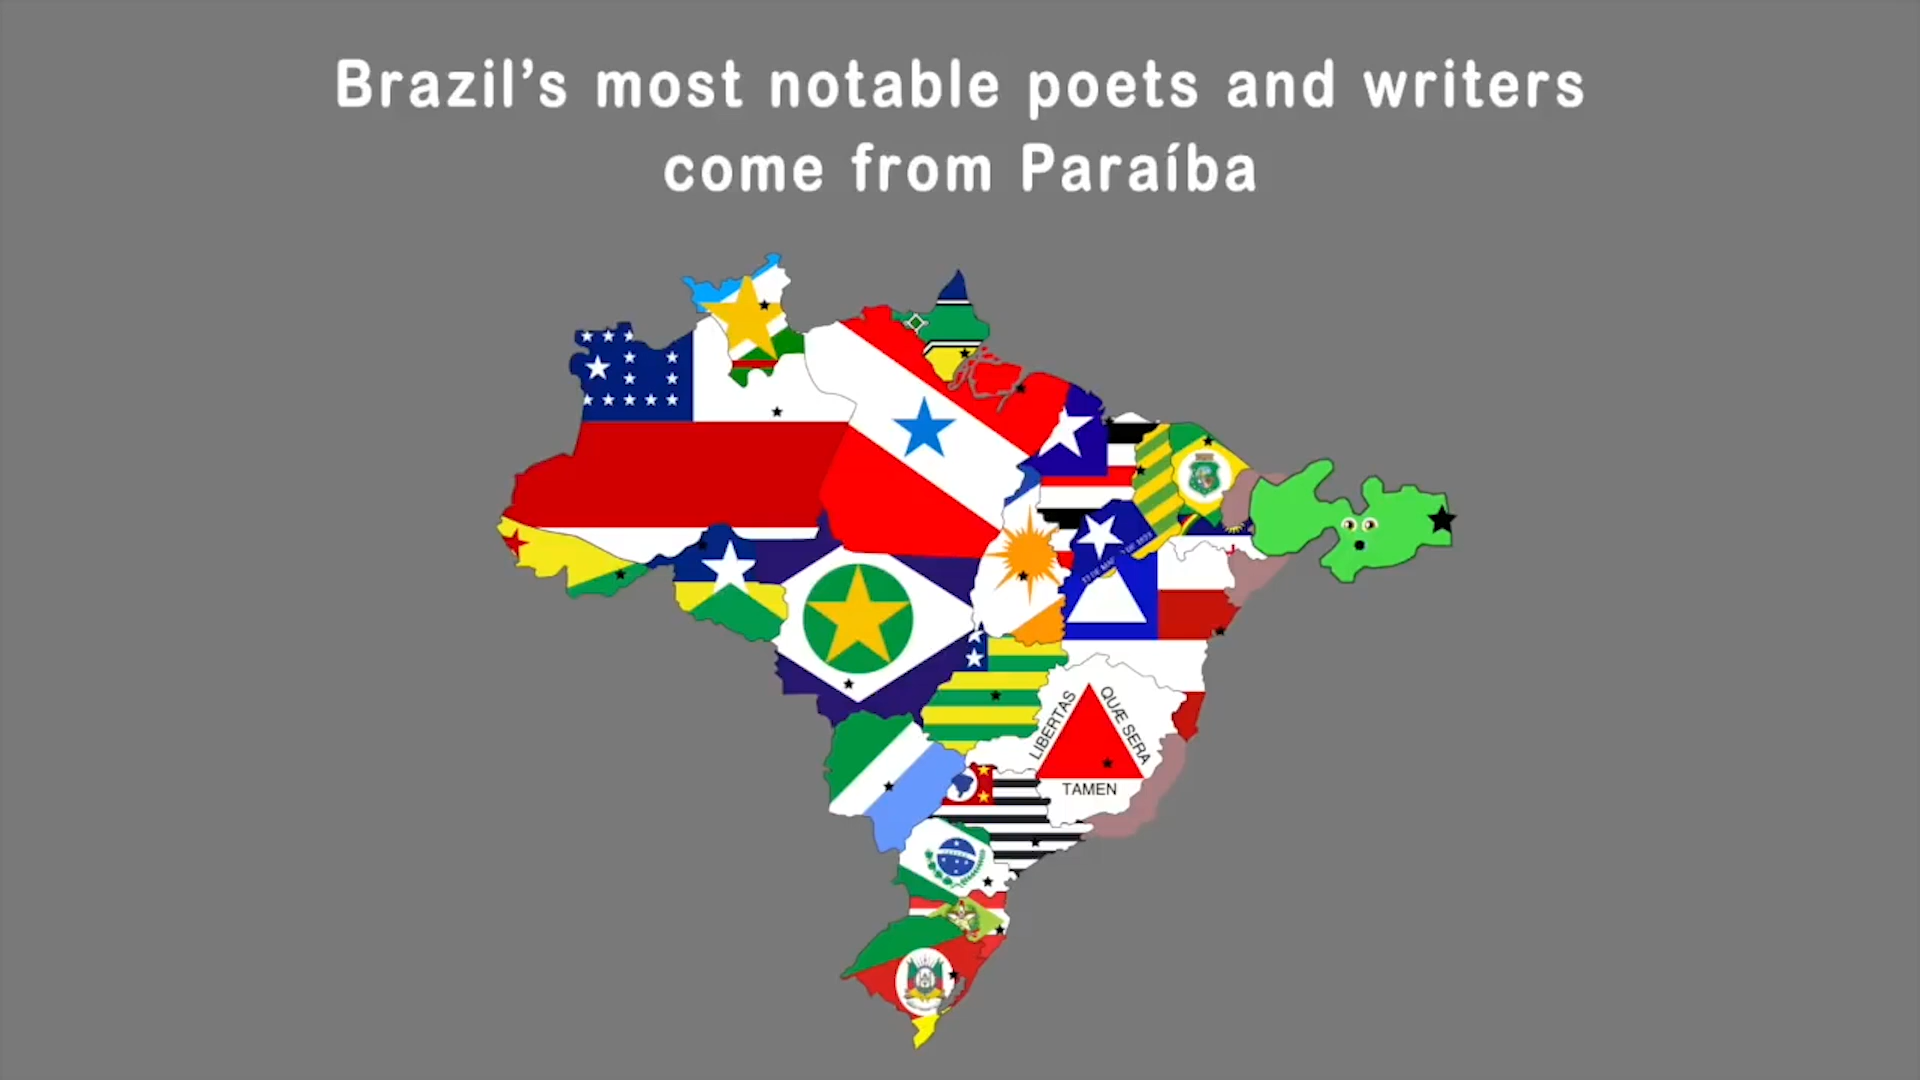 Brazil’s most notable poets and writers
come from Paraíba
LIBERTAS
QUÆ SERA
TAMEN